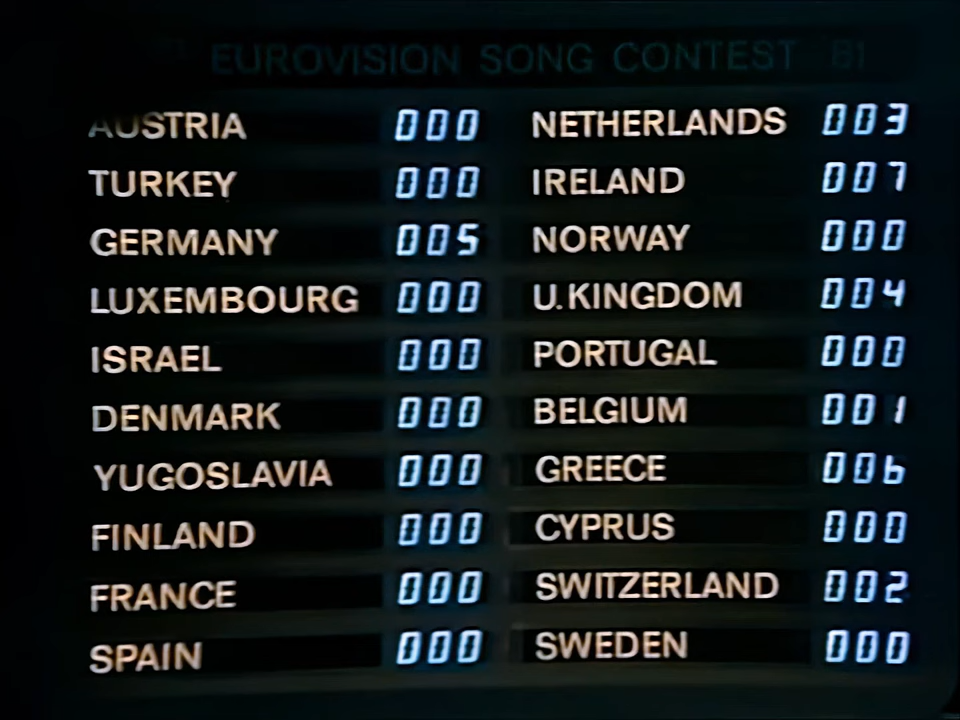 EUROVISION SONG CONTEST 81
AUSTRIA 000 NETHERLANDS 003
TURKEY 000 IRELAND 007
GERMANY 005 NORWAY 000
LUXEMBOURG 000 U.KINGDOM 004
ISRAEL 000 PORTUGAL 000
DENMARK 000 BELGIUM 001
YUGOSLAVIA 000 GREECE 006
FINLAND 000 CYPRUS 000
FRANCE 000 SWITZERLAND 002
SPAIN 000 SWEDEN 000